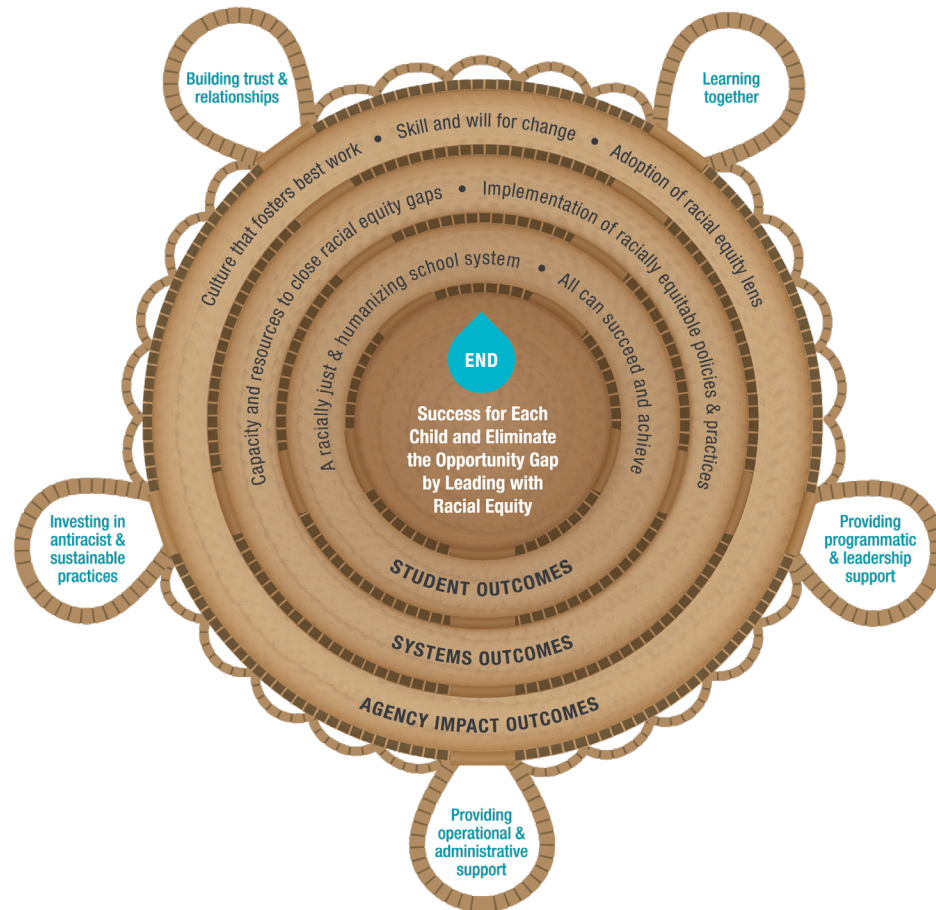 Building trust &
relationships
Learning
together
Culture that fosters best work • Skill and will for change • Adoption of racial equity lens
Capacity and resources to close racial equity gaps • Implementation of racially equitable policies & practices
A racially just & humanizing school system • All can succeed and achieve
END
Success for Each
Child and Eliminate
the Opportunity Gap
by Leading with
Racial Equity
Investing in
antiracist &
sustainable
practices
Providing
programmatic
& leadership
support
STUDENT OUTCOMES
SYSTEMS OUTCOMES
AGENCY IMPACT OUTCOMES
Providing
operational &
administrative
support